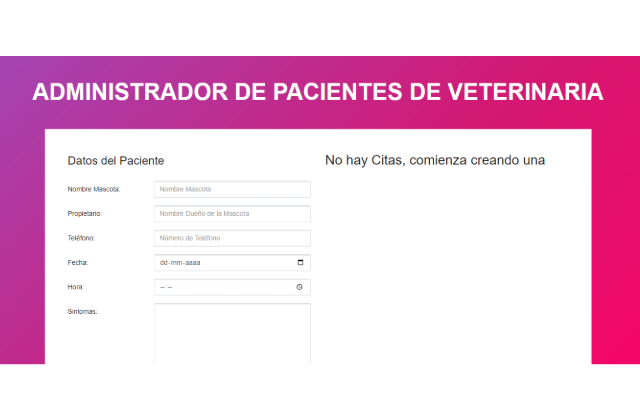 ADMINISTRADOR DE PACIENTES DE VETERINARIA
Datos del Paciente
Nombre Mascota: Nombre Mascota
Propietario: Nombre Dueño de la Mascota
Teléfono: Número de Teléfono
Fecha: dd-mm-aaaa
Hora: --:--
Sintomas:
No hay Citas, comienza creando una